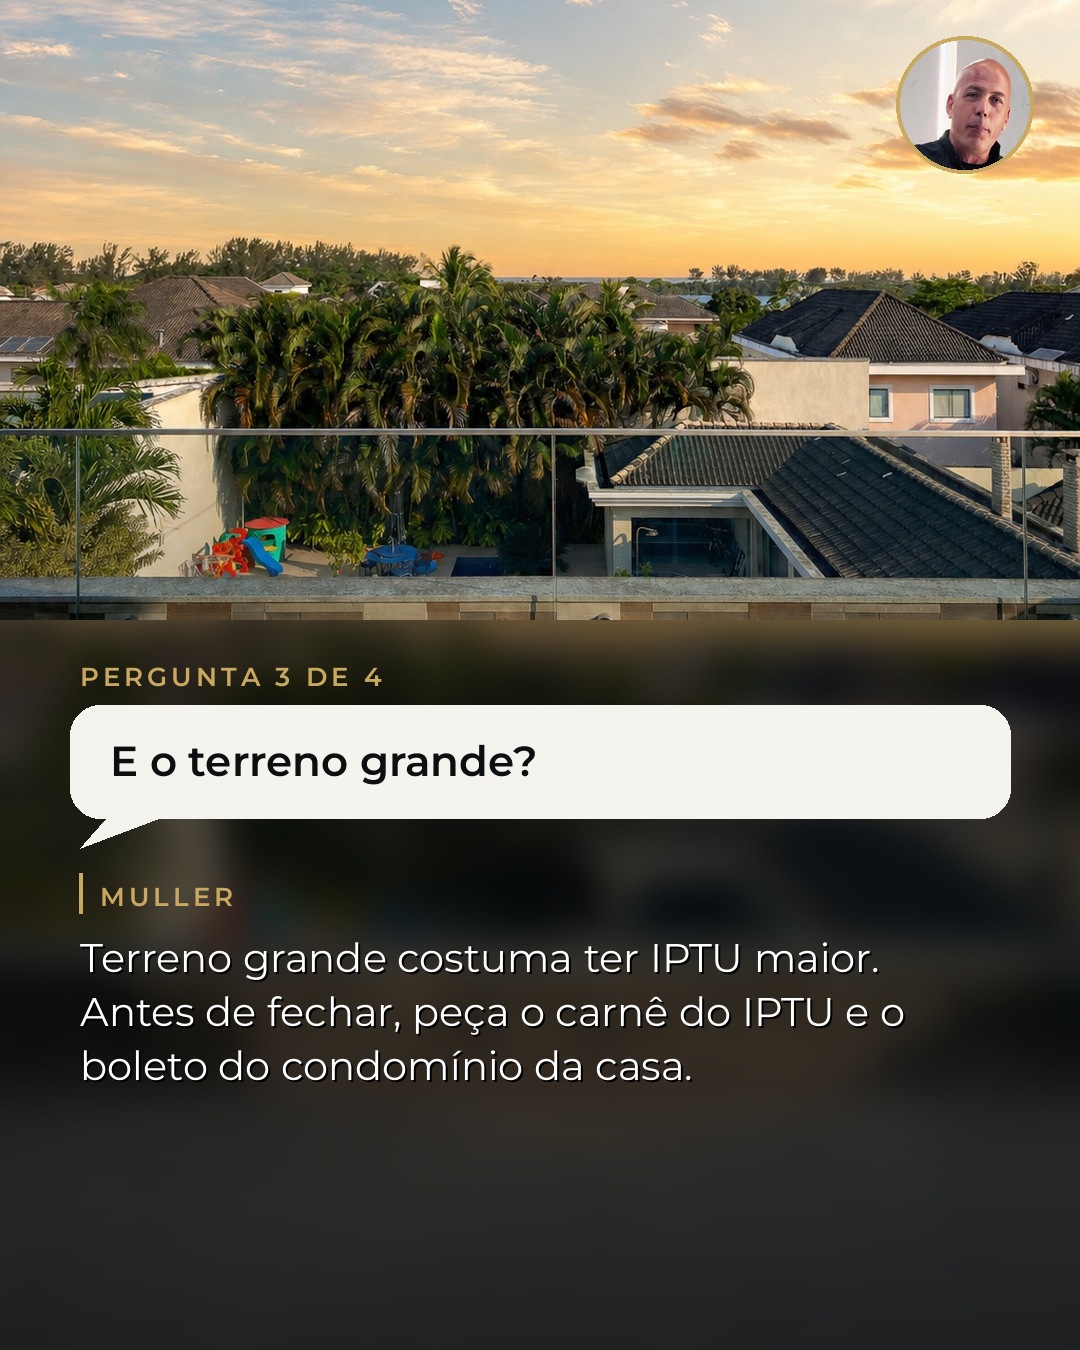 PERGUNTA 3 DE 4
E o terreno grande?
MULLER
Terreno grande costuma ter IPTU maior.
Antes de fechar, peça o carnê do IPTU e o
boleto do condomínio da casa.